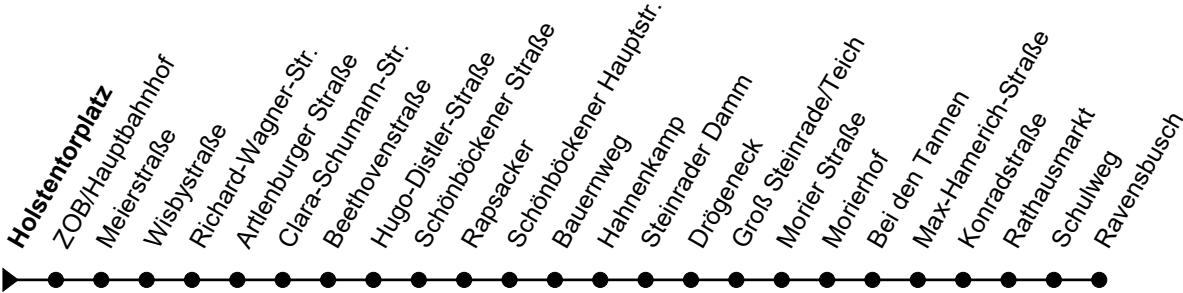 Holstentorplatz
ZOB/Hauptbahnhof
Meierstraße
Wisbystraße
Richard-Wagner-Str.
Artlenburger Straße
Clara-Schumann-Str.
Beethovenstraße
Hugo-Distler-Straße
Schönböckener Straße
Rapsacker
Schönböckener Hauptstr.
Bauernweg
Hahnenkamp
Steinrader Damm
Drögeneck
Groß Steinrade/Teich
Morier Straße
Morierhof
Bei den Tannen
Max-Hamerich-Straße
Konradstraße
Rathausmarkt
Schulweg
Ravensbusch